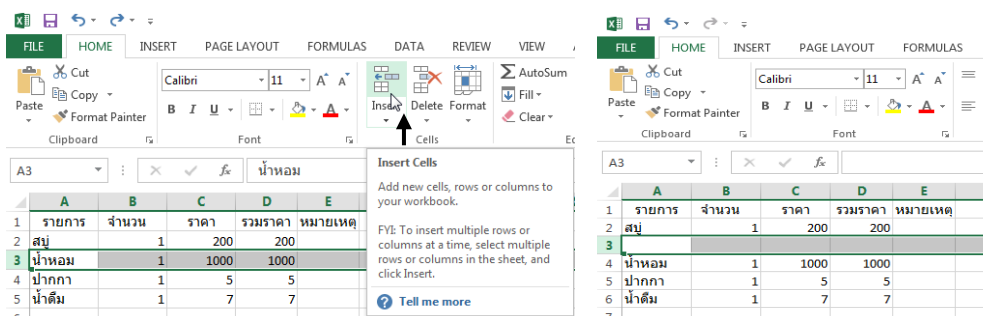 FILE HOME INSERT PAGE LAYOUT FORMULAS DATA REVIEW VIEW
Paste
Cut
Copy
Format Painter
Clipboard
Calibri 11 A A
B I U A
Font
Insert Delete Format
Cells
AutoSum
Fill
Clear
A3 fx น้ำหอม
Insert Cells
Add new cells, rows or columns to
your workbook.
FYI: To insert multiple rows or
columns at a time, select multiple
rows or columns in the sheet, and
click Insert.
Tell me more
A B C D E
1 รายการ จำนวน ราคา รวมราคา หมายเหตุ
2 สบู่ 1 200 200
3 น้ำหอม 1 1000 1000
4 ปากกา 1 5 5
5 น้ำดื่ม 1 7 7
FILE HOME INSERT PAGE LAYOUT FORMULAS
Paste
Cut
Copy
Format Painter
Clipboard
Calibri 11 A A
B I U A
Font
A3 fx
A B C D E
1 รายการ จำนวน ราคา รวมราคา หมายเหตุ
2 สบู่ 1 200 200
3
4 น้ำหอม 1 1000 1000
5 ปากกา 1 5 5
6 น้ำดื่ม 1 7 7